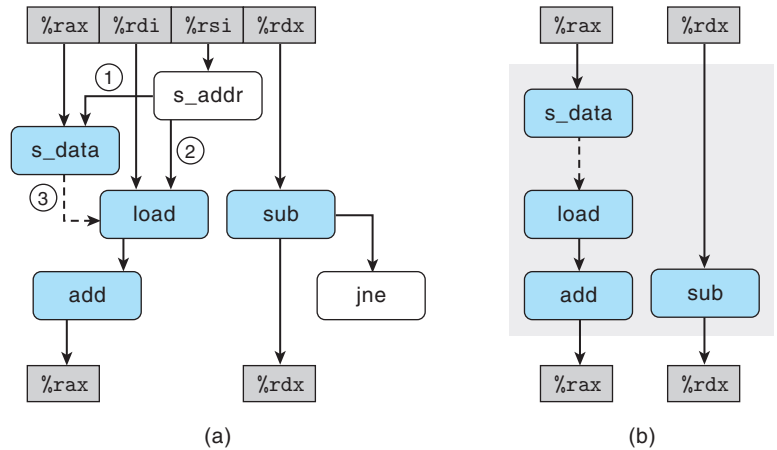 %rax %rdi %rsi %rdx
%rax %rdx
1
s_addr
s_data
2
s_data
3
load
sub
load
add
jne
add
sub
%rax
%rdx
%rax
%rdx
(a)
(b)